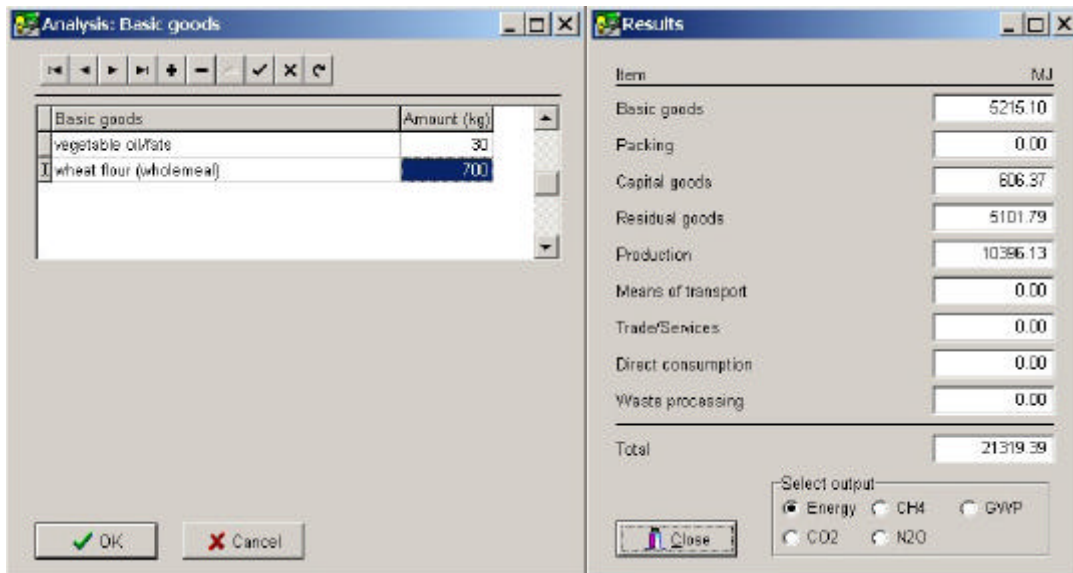 Analysis: Basic goods
Basic goods Amount (kg)
vegetable oil/fats 30
wheat flour (wholemeal) 700
OK Cancel
Results
Item MJ
Basic goods 5215.10
Packing 0.00
Capital goods 606.37
Residual goods 5101.79
Production 10396.13
Means of transport 0.00
Trade/Services 0.00
Direct consumption 0.00
Waste processing 0.00
Total 21319.39
Select output
Energy CH4 GWP
CO2 N2O
Close